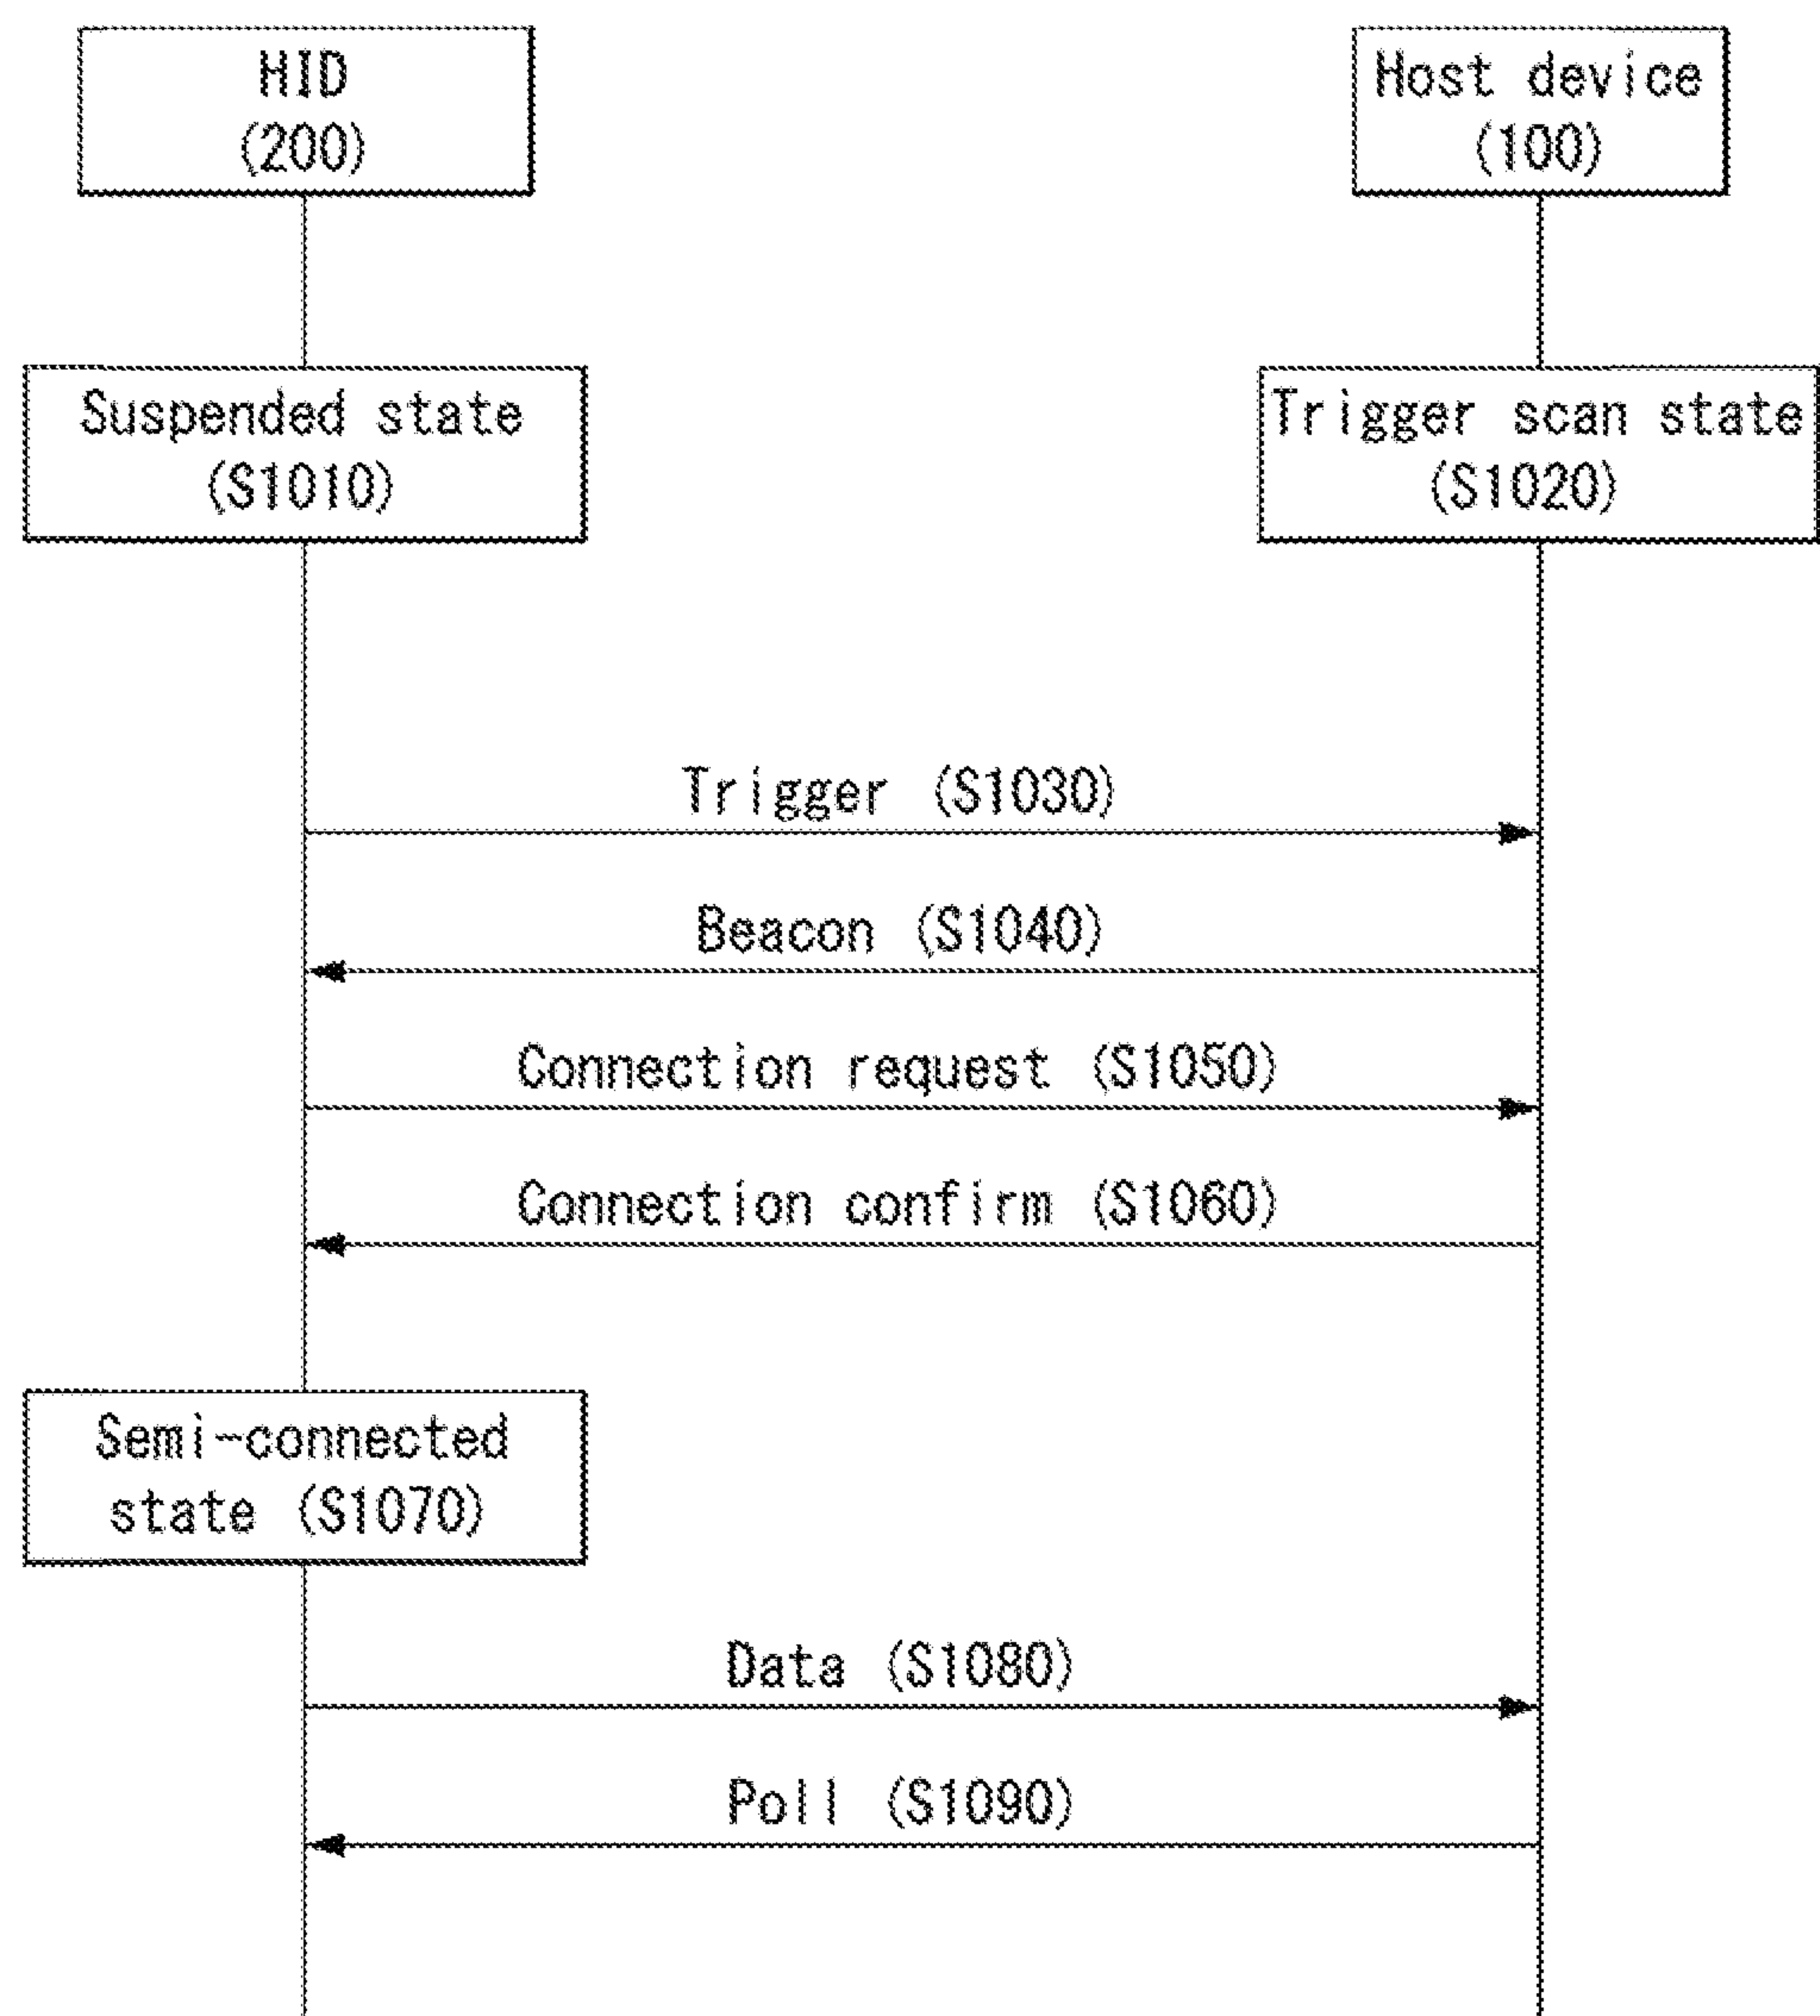 HID
(200)
Host device
(100)
Suspended state
(S1010)
Trigger scan state
(S1020)
Trigger (S1030)
Beacon (S1040)
Connection request (S1050)
Connection confirm (S1060)
Semi-connected
state (S1070)
Data (S1080)
Poll (S1090)